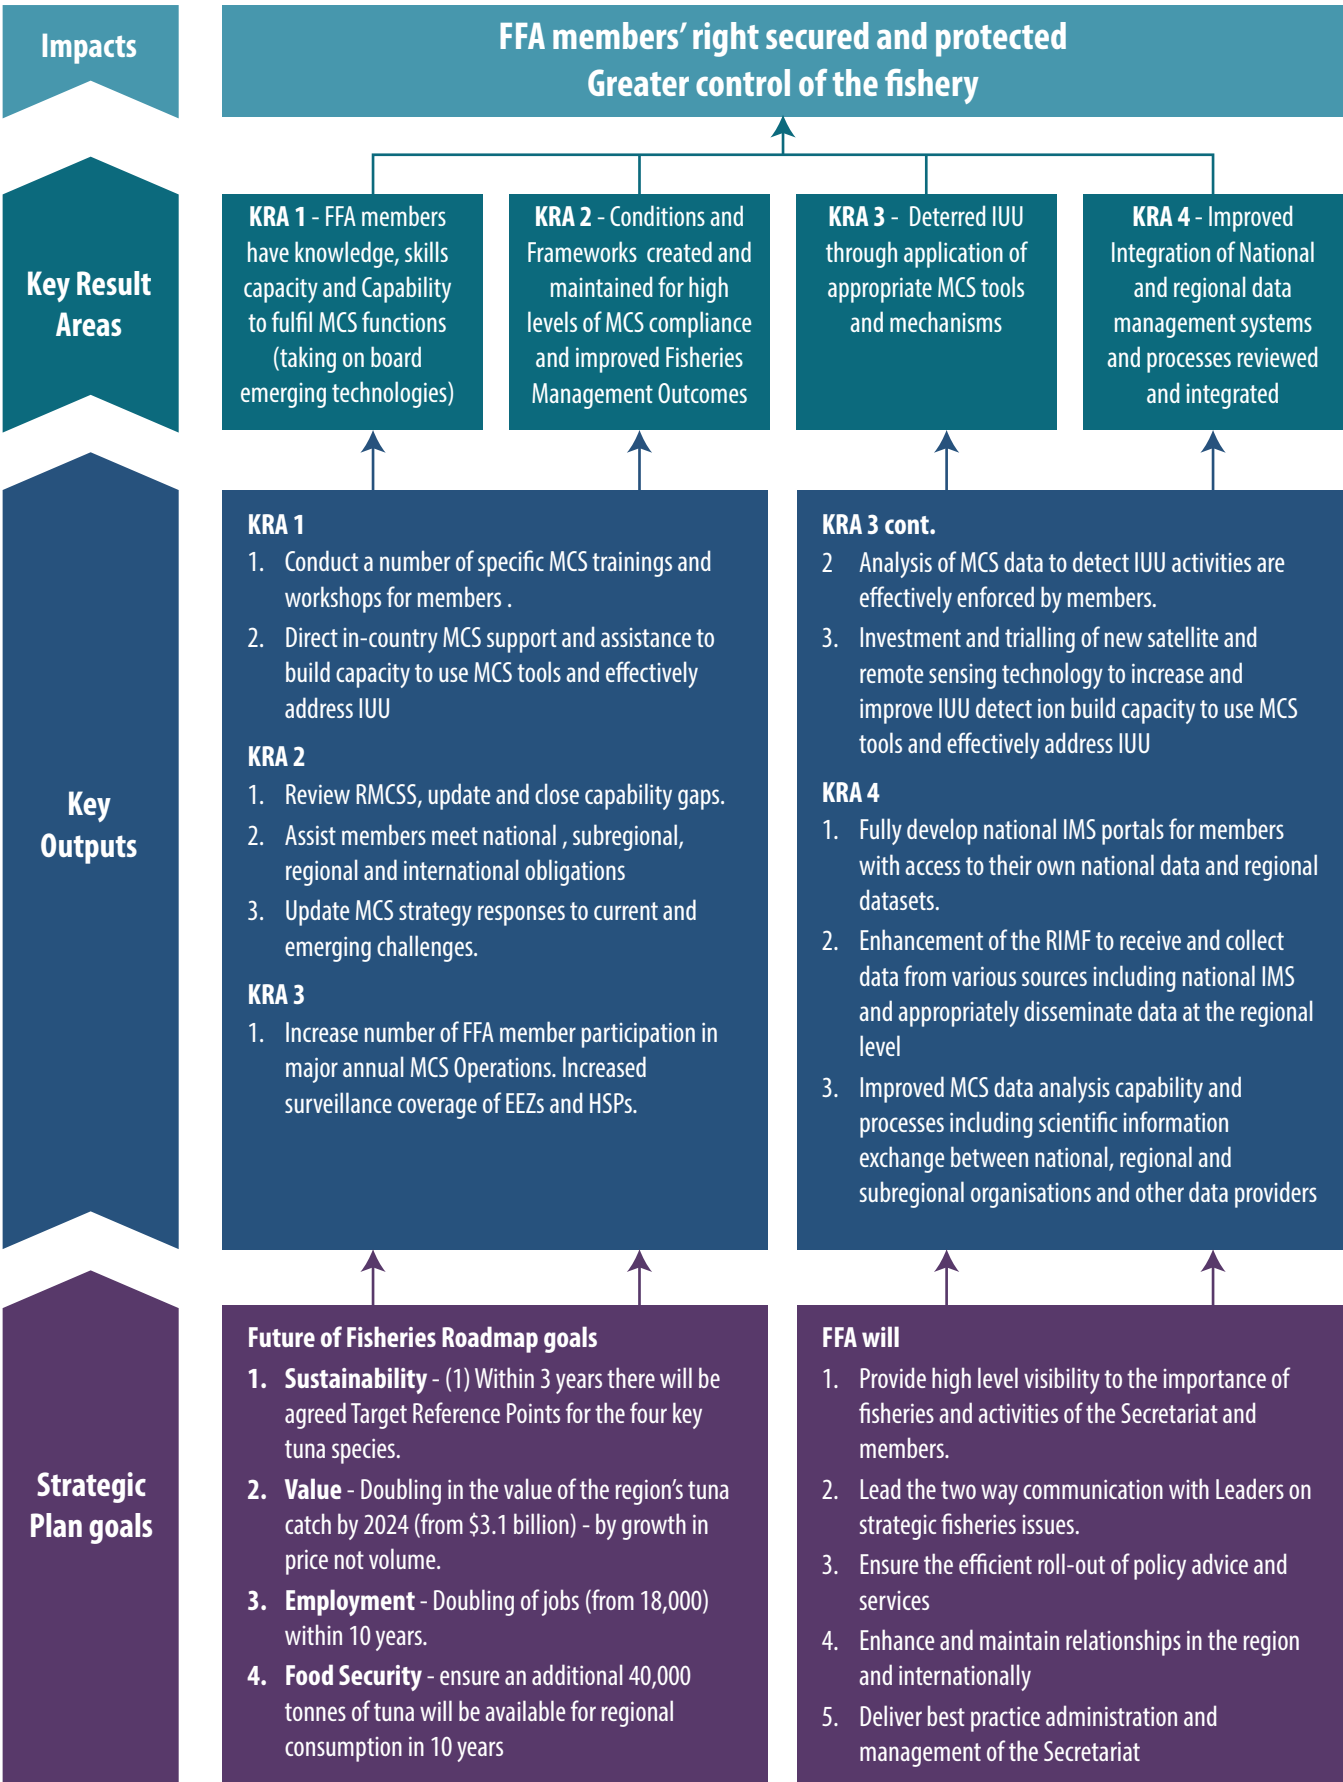 Impacts
FFA members' right secured and protected
Greater control of the fishery
Key Result
Areas
KRA 1 - FFA members
have knowledge, skills
capacity and Capability
to fulfil MCS functions
(taking on board
emerging technologies)
KRA 2 - Conditions and
Frameworks created and
maintained for high
levels of MCS compliance
and improved Fisheries
Management Outcomes
KRA 3 - Deterred IUU
through application of
appropriate MCS tools
and mechanisms
KRA 4 - Improved
Integration of National
and regional data
management systems
and processes reviewed
and integrated
Key
Outputs
KRA 1
1. Conduct a number of specific MCS trainings and
workshops for members .
2. Direct in-country MCS support and assistance to
build capacity to use MCS tools and effectively
address IUU
KRA 2
1. Review RMCSS, update and close capability gaps.
2. Assist members meet national , subregional,
regional and international obligations
3. Update MCS strategy responses to current and
emerging challenges.
KRA 3
1. Increase number of FFA member participation in
major annual MCS Operations. Increased
surveillance coverage of EEZs and HSPs.
KRA 3 cont.
2 Analysis of MCS data to detect IUU activities are
effectively enforced by members.
3. Investment and trialling of new satellite and
remote sensing technology to increase and
improve IUU detect ion build capacity to use MCS
tools and effectively address IUU
KRA 4
1. Fully develop national IMS portals for members
with access to their own national data and regional
datasets.
2. Enhancement of the RIMF to receive and collect
data from various sources including national IMS
and appropriately disseminate data at the regional
level
3. Improved MCS data analysis capability and
processes including scientific information
exchange between national, regional and
subregional organisations and other data providers
Strategic
Plan goals
Future of Fisheries Roadmap goals
1. Sustainability - (1) Within 3 years there will be
agreed Target Reference Points for the four key
tuna species.
2. Value - Doubling in the value of the region's tuna
catch by 2024 (from $3.1 billion) - by growth in
price not volume.
3. Employment - Doubling of jobs (from 18,000)
within 10 years.
4. Food Security - ensure an additional 40,000
tonnes of tuna will be available for regional
consumption in 10 years
FFA will
1. Provide high level visibility to the importance of
fisheries and activities of the Secretariat and
members.
2. Lead the two way communication with Leaders on
strategic fisheries issues.
3. Ensure the efficient roll-out of policy advice and
services
4. Enhance and maintain relationships in the region
and internationally
5. Deliver best practice administration and
management of the Secretariat